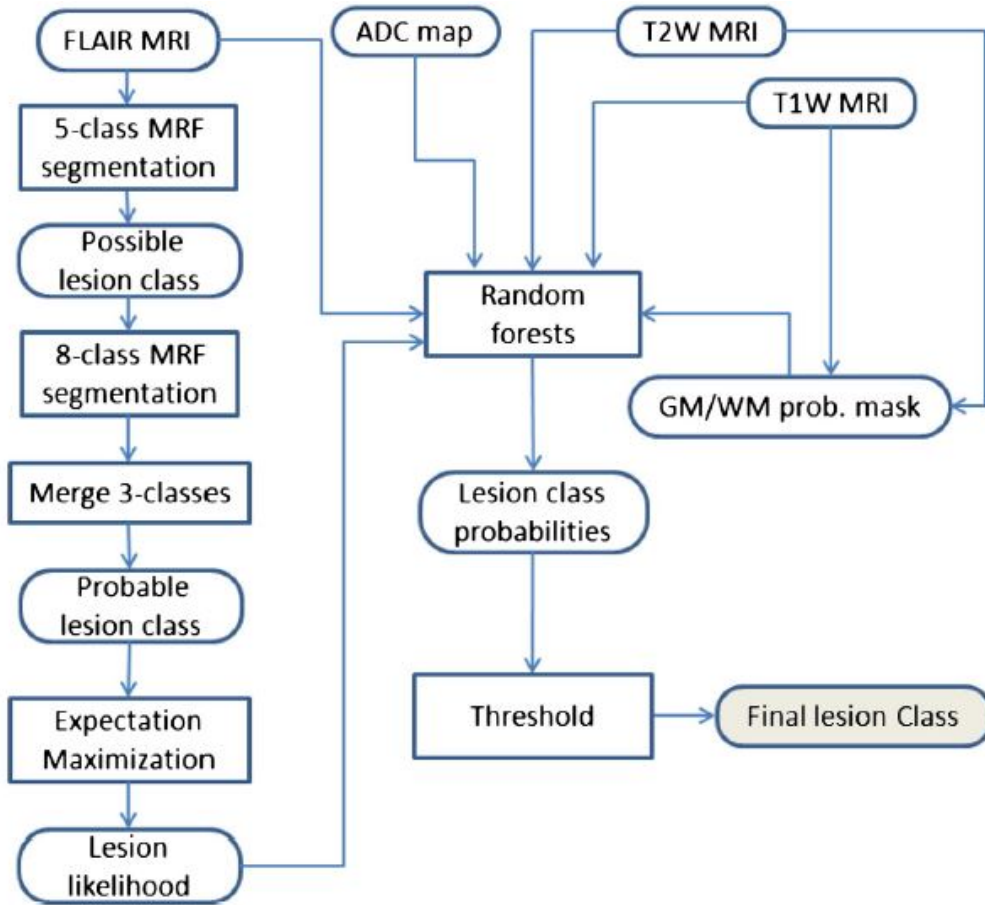 FLAIR MRI
ADC map
T2W MRI
T1W MRI
5-class MRF
segmentation
Possible
lesion class
8-class MRF
segmentation
Merge 3-classes
Probable
lesion class
Expectation
Maximization
Lesion
likelihood
Random
forests
GM/WM prob. mask
Lesion class
probabilities
Threshold
Final lesion Class